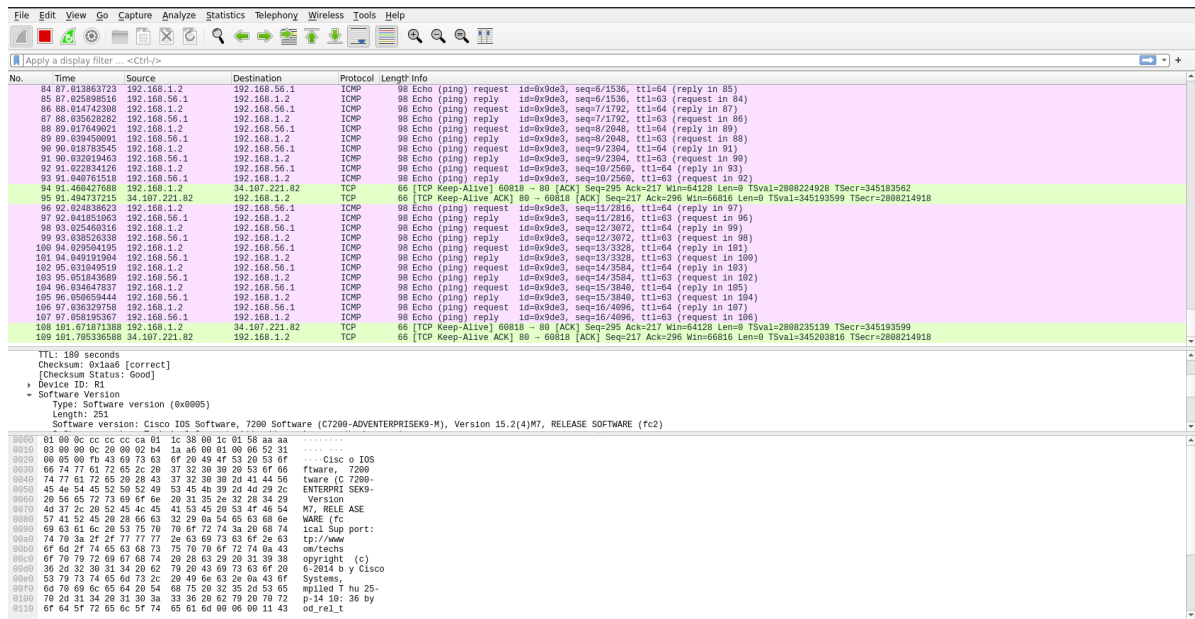 File Edit View Go Capture Analyze Statistics Telephony Wireless Tools Help
Apply a display filter ... <Ctrl-/>
No. Time Source Destination Protocol Length Info
84 87.013863723 192.168.1.2 192.168.56.1 ICMP 98 Echo (ping) request id=0x9de3, seq=6/1536, ttl=64 (reply in 85)
85 87.025898516 192.168.56.1 192.168.1.2 ICMP 98 Echo (ping) reply id=0x9de3, seq=6/1536, ttl=63 (request in 84)
86 88.014742308 192.168.1.2 192.168.56.1 ICMP 98 Echo (ping) request id=0x9de3, seq=7/1792, ttl=64 (reply in 87)
87 88.035628282 192.168.56.1 192.168.1.2 ICMP 98 Echo (ping) reply id=0x9de3, seq=7/1792, ttl=63 (request in 86)
88 89.017649021 192.168.1.2 192.168.56.1 ICMP 98 Echo (ping) request id=0x9de3, seq=8/2048, ttl=64 (reply in 89)
89 89.039450091 192.168.56.1 192.168.1.2 ICMP 98 Echo (ping) reply id=0x9de3, seq=8/2048, ttl=63 (request in 88)
90 90.018783545 192.168.1.2 192.168.56.1 ICMP 98 Echo (ping) request id=0x9de3, seq=9/2304, ttl=64 (reply in 91)
91 90.032019463 192.168.56.1 192.168.1.2 ICMP 98 Echo (ping) reply id=0x9de3, seq=9/2304, ttl=63 (request in 90)
92 91.022834126 192.168.1.2 192.168.56.1 ICMP 98 Echo (ping) request id=0x9de3, seq=10/2560, ttl=64 (reply in 93)
93 91.040761518 192.168.56.1 192.168.1.2 ICMP 98 Echo (ping) reply id=0x9de3, seq=10/2560, ttl=63 (request in 92)
94 91.460427688 192.168.1.2 34.107.221.82 TCP 66 [TCP Keep-Alive] 60818 → 80 [ACK] Seq=295 Ack=217 Win=64128 Len=0 TSval=2808224928 TSecr=345183562
95 91.494737215 34.107.221.82 192.168.1.2 TCP 66 [TCP Keep-Alive ACK] 80 → 60818 [ACK] Seq=217 Ack=296 Win=66816 Len=0 TSval=345193599 TSecr=2808214918
96 92.024838623 192.168.1.2 192.168.56.1 ICMP 98 Echo (ping) request id=0x9de3, seq=11/2816, ttl=64 (reply in 97)
97 92.041851063 192.168.56.1 192.168.1.2 ICMP 98 Echo (ping) reply id=0x9de3, seq=11/2816, ttl=63 (request in 96)
98 93.025460316 192.168.1.2 192.168.56.1 ICMP 98 Echo (ping) request id=0x9de3, seq=12/3072, ttl=64 (reply in 99)
99 93.038526338 192.168.56.1 192.168.1.2 ICMP 98 Echo (ping) reply id=0x9de3, seq=12/3072, ttl=63 (request in 98)
100 94.029504195 192.168.1.2 192.168.56.1 ICMP 98 Echo (ping) request id=0x9de3, seq=13/3328, ttl=64 (reply in 101)
101 94.049191904 192.168.56.1 192.168.1.2 ICMP 98 Echo (ping) reply id=0x9de3, seq=13/3328, ttl=63 (request in 100)
102 95.031049519 192.168.1.2 192.168.56.1 ICMP 98 Echo (ping) request id=0x9de3, seq=14/3584, ttl=64 (reply in 103)
103 95.051843689 192.168.56.1 192.168.1.2 ICMP 98 Echo (ping) reply id=0x9de3, seq=14/3584, ttl=63 (request in 102)
104 96.034647837 192.168.1.2 192.168.56.1 ICMP 98 Echo (ping) request id=0x9de3, seq=15/3840, ttl=64 (reply in 105)
105 96.050659444 192.168.56.1 192.168.1.2 ICMP 98 Echo (ping) reply id=0x9de3, seq=15/3840, ttl=63 (request in 104)
106 97.036329758 192.168.1.2 192.168.56.1 ICMP 98 Echo (ping) request id=0x9de3, seq=16/4096, ttl=64 (reply in 107)
107 97.058195367 192.168.56.1 192.168.1.2 ICMP 98 Echo (ping) reply id=0x9de3, seq=16/4096, ttl=63 (request in 106)
108 101.671871388 192.168.1.2 34.107.221.82 TCP 66 [TCP Keep-Alive] 60818 → 80 [ACK] Seq=295 Ack=217 Win=64128 Len=0 TSval=2808235139 TSecr=345193599
109 101.705336588 34.107.221.82 192.168.1.2 TCP 66 [TCP Keep-Alive ACK] 80 → 60818 [ACK] Seq=217 Ack=296 Win=66816 Len=0 TSval=345203816 TSecr=2808214918
TTL: 180 seconds
Checksum: 0x1aa6 [correct]
[Checksum Status: Good]
Device ID: R1
Software Version
Type: Software version (0x0005)
Length: 251
Software version: Cisco IOS Software, 7200 Software (C7200-ADVENTERPRISEK9-M), Version 15.2(4)M7, RELEASE SOFTWARE (fc2)
0000 01 00 0c cc cc cc ca 01 1c 38 00 1c 01 58 aa aa ········
0010 03 00 00 0c 20 00 02 b4 1a a6 00 01 00 06 52 31 ···· ···
0020 00 05 00 fb 43 69 73 63 6f 20 49 4f 53 20 53 6f ····Cisc o IOS
0030 66 74 77 61 72 65 2c 20 37 32 30 30 20 53 6f 66 ftware, 7200
0040 74 77 61 72 65 20 28 43 37 32 30 30 2d 41 44 56 tware (C 7200-
0050 45 4e 54 45 52 50 52 49 53 45 4b 39 2d 4d 29 2c ENTERPRI SEK9-
0060 20 56 65 72 73 69 6f 6e 20 31 35 2e 32 28 34 29 Version
0070 4d 37 2c 20 52 45 4c 45 41 53 45 20 53 4f 46 54 M7, RELE ASE
0080 57 41 52 45 20 28 66 63 32 29 0a 54 65 63 68 6e WARE (fc
0090 69 63 61 6c 20 53 75 70 70 6f 72 74 3a 20 68 74 ical Sup port:
00a0 74 70 3a 2f 2f 77 77 77 2e 63 69 73 63 6f 2e 63 tp://www
00b0 6f 6d 2f 74 65 63 68 73 75 70 70 6f 72 74 0a 43 om/techs
00c0 6f 70 79 72 69 67 68 74 20 28 63 29 20 31 39 38 opyright (c)
00d0 36 2d 32 30 31 34 20 62 79 20 43 69 73 63 6f 20 6-2014 b y Cisco
00e0 53 79 73 74 65 6d 73 2c 20 49 6e 63 2e 0a 43 6f Systems,
00f0 6d 70 69 6c 65 64 20 54 68 75 20 32 35 2d 53 65 mpiled T hu 25-
0100 70 2d 31 34 20 31 30 3a 33 36 20 62 79 20 70 72 p-14 10: 36 by
0110 6f 64 5f 72 65 6c 5f 74 65 61 6d 00 06 00 11 43 od_rel_t